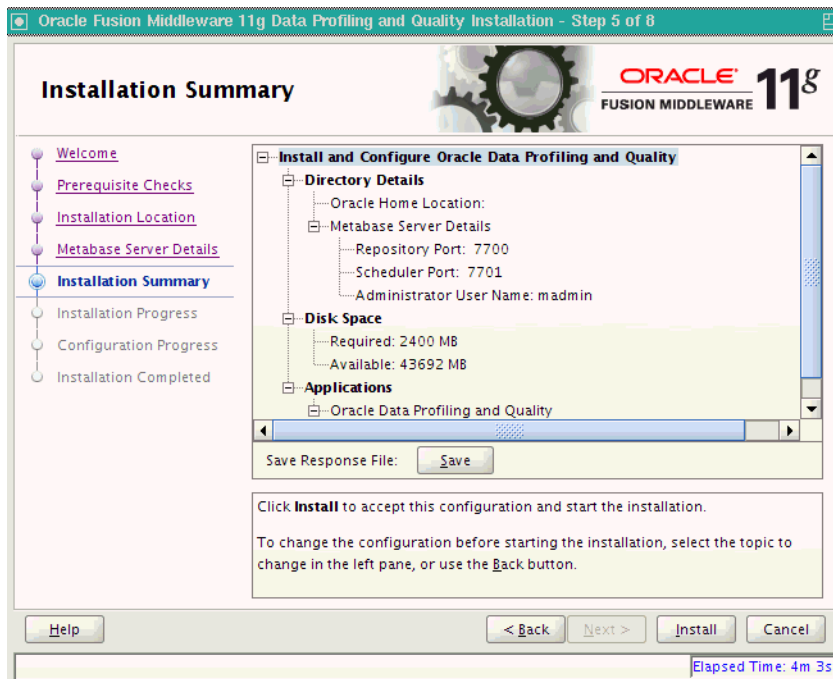 Oracle Fusion Middleware 11g Data Profiling and Quality Installation - Step 5 of 8
Installation Summary
ORACLE
FUSION MIDDLEWARE 11g
Welcome
Prerequisite Checks
Installation Location
Metabase Server Details
Installation Summary
Installation Progress
Configuration Progress
Installation Completed
Install and Configure Oracle Data Profiling and Quality
Directory Details
Oracle Home Location:
Metabase Server Details
Repository Port: 7700
Scheduler Port: 7701
Administrator User Name: madmin
Disk Space
Required: 2400 MB
Available: 43692 MB
Applications
Oracle Data Profiling and Quality
Save Response File: Save
Click Install to accept this configuration and start the installation.
To change the configuration before starting the installation, select the topic to
change in the left pane, or use the Back button.
Help < Back Next > Install Cancel
Elapsed Time: 4m 3s